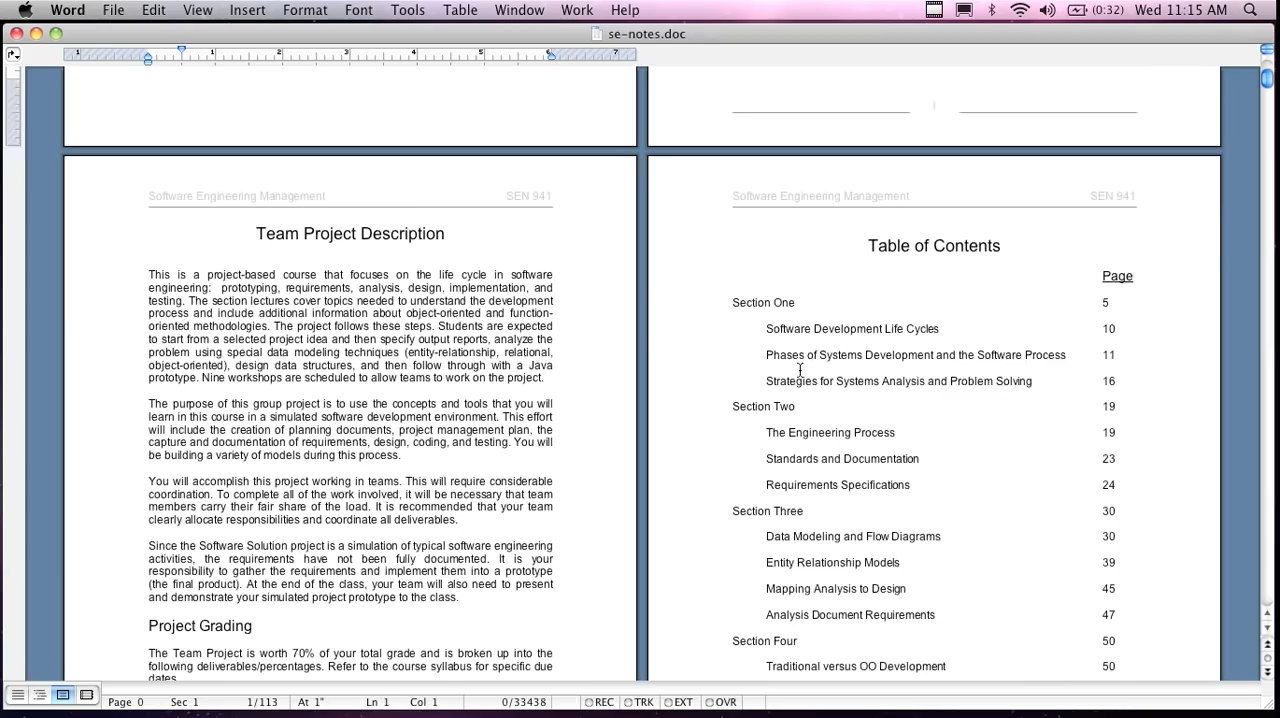 Word File Edit View Insert Format Font Tools Table Window Work Help (0:32) Wed 11:15 AM
se-notes.doc
1 1 2 3 4 5 6 7
Software Engineering Management SEN 941
Team Project Description
This is a project-based course that focuses on the life cycle in software
engineering: prototyping, requirements, analysis, design, implementation, and
testing. The section lectures cover topics needed to understand the development
process and include additional information about object-oriented and function-
oriented methodologies. The project follows these steps. Students are expected
to start from a selected project idea and then specify output reports, analyze the
problem using special data modeling techniques (entity-relationship, relational,
object-oriented), design data structures, and then follow through with a Java
prototype. Nine workshops are scheduled to allow teams to work on the project.
The purpose of this group project is to use the concepts and tools that you will
learn in this course in a simulated software development environment. This effort
will include the creation of planning documents, project management plan, the
capture and documentation of requirements, design, coding, and testing. You will
be building a variety of models during this process.
You will accomplish this project working in teams. This will require considerable
coordination. To complete all of the work involved, it will be necessary that team
members carry their fair share of the load. It is recommended that your team
clearly allocate responsibilities and coordinate all deliverables.
Since the Software Solution project is a simulation of typical software engineering
activities, the requirements have not been fully documented. It is your
responsibility to gather the requirements and implement them into a prototype
(the final product). At the end of the class, your team will also need to present
and demonstrate your simulated project prototype to the class.
Project Grading
The Team Project is worth 70% of your total grade and is broken up into the
following deliverables/percentages. Refer to the course syllabus for specific due
dates.
Software Engineering Management SEN 941
Table of Contents
Page
Section One 5
Software Development Life Cycles 10
Phases of Systems Development and the Software Process 11
Strategies for Systems Analysis and Problem Solving 16
Section Two 19
The Engineering Process 19
Standards and Documentation 23
Requirements Specifications 24
Section Three 30
Data Modeling and Flow Diagrams 30
Entity Relationship Models 39
Mapping Analysis to Design 45
Analysis Document Requirements 47
Section Four 50
Traditional versus OO Development 50
Page 0 Sec 1 1/113 At 1" Ln 1 Col 1 0/33438 REC TRK EXT OVR